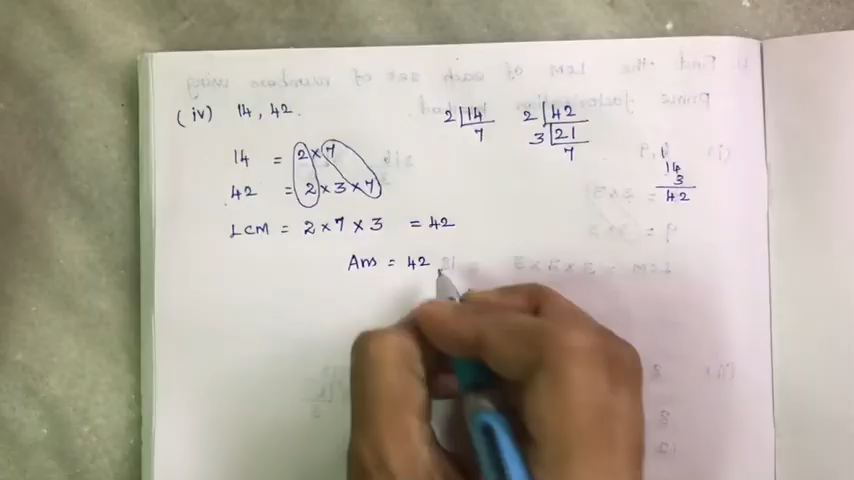 (iv) 14, 42.
2 14
7
2 42
3 21
7
14 = 2 × 7
42 = 2 × 3 × 7
LCM = 2 × 7 × 3 = 42
Ans = 42
1
14
3
42